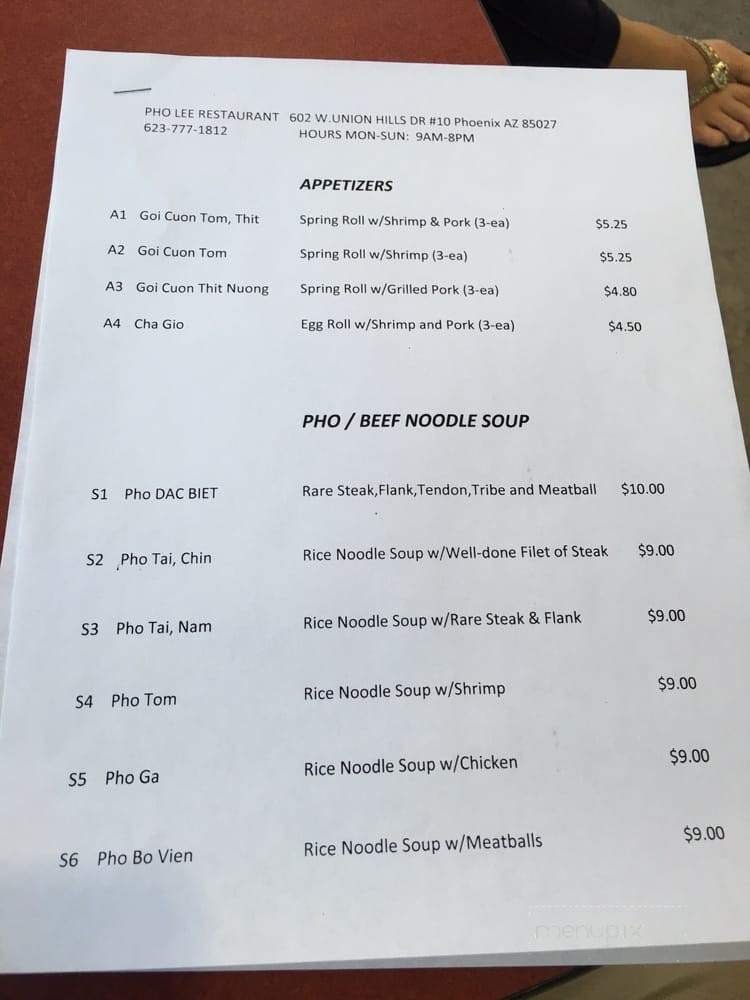 PHO LEE RESTAURANT 602 W.UNION HILLS DR #10 Phoenix AZ 85027
623-777-1812 HOURS MON-SUN: 9AM-8PM
APPETIZERS
A1 Goi Cuon Tom, Thit Spring Roll w/Shrimp & Pork (3-ea) $5.25
A2 Goi Cuon Tom Spring Roll w/Shrimp (3-ea) $5.25
A3 Goi Cuon Thit Nuong Spring Roll w/Grilled Pork (3-ea) $4.80
A4 Cha Gio Egg Roll w/Shrimp and Pork (3-ea) $4.50
PHO / BEEF NOODLE SOUP
S1 Pho DAC BIET Rare Steak,Flank,Tendon,Tribe and Meatball $10.00
S2 Pho Tai, Chin Rice Noodle Soup w/Well-done Filet of Steak $9.00
S3 Pho Tai, Nam Rice Noodle Soup w/Rare Steak & Flank $9.00
S4 Pho Tom Rice Noodle Soup w/Shrimp $9.00
S5 Pho Ga Rice Noodle Soup w/Chicken $9.00
S6 Pho Bo Vien Rice Noodle Soup w/Meatballs $9.00
menupix